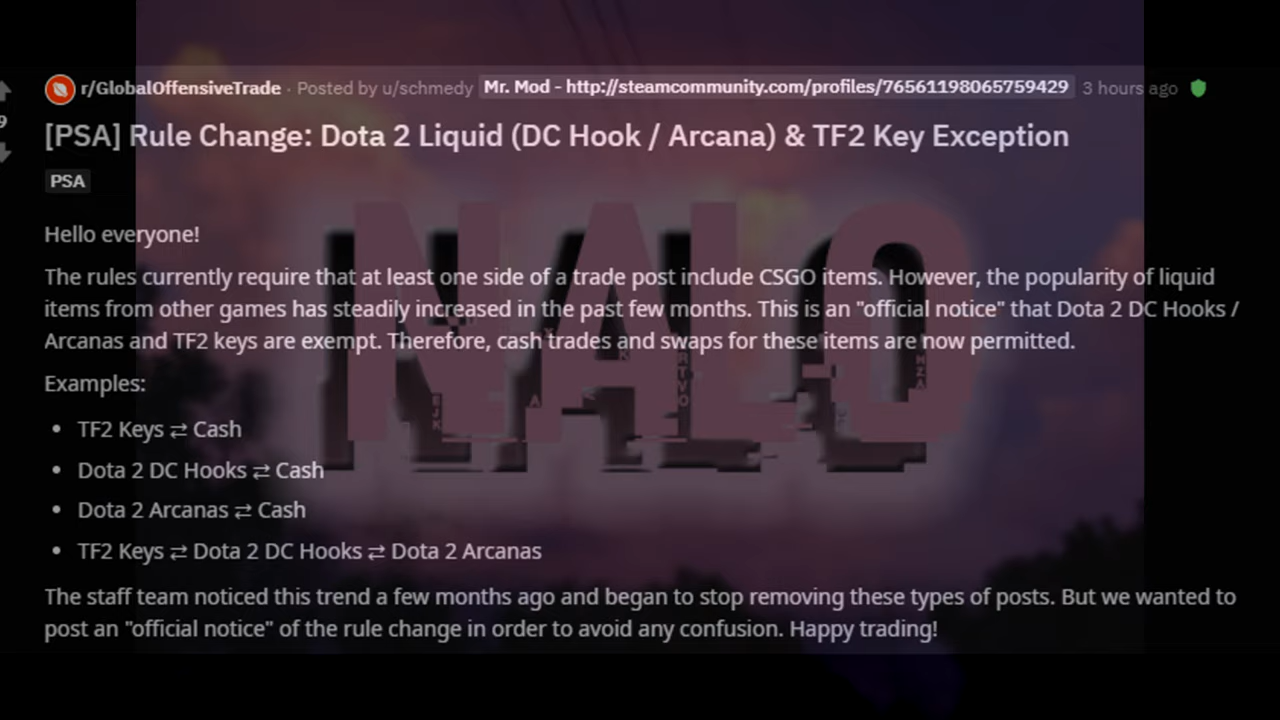 r/GlobalOffensiveTrade · Posted by u/schmedy Mr. Mod - http://steamcommunity.com/profiles/76561198065759429 3 hours ago
9
[PSA] Rule Change: Dota 2 Liquid (DC Hook / Arcana) & TF2 Key Exception
PSA
Hello everyone!
NALO
The rules currently require that at least one side of a trade post include CSGO items. However, the popularity of liquid
items from other games has steadily increased in the past few months. This is an "official notice" that Dota 2 DC Hooks /
Arcanas and TF2 keys are exempt. Therefore, cash trades and swaps for these items are now permitted.
Examples:
• TF2 Keys ⇄ Cash
• Dota 2 DC Hooks ⇄ Cash
• Dota 2 Arcanas ⇄ Cash
• TF2 Keys ⇄ Dota 2 DC Hooks ⇄ Dota 2 Arcanas
The staff team noticed this trend a few months ago and began to stop removing these types of posts. But we wanted to
post an "official notice" of the rule change in order to avoid any confusion. Happy trading!